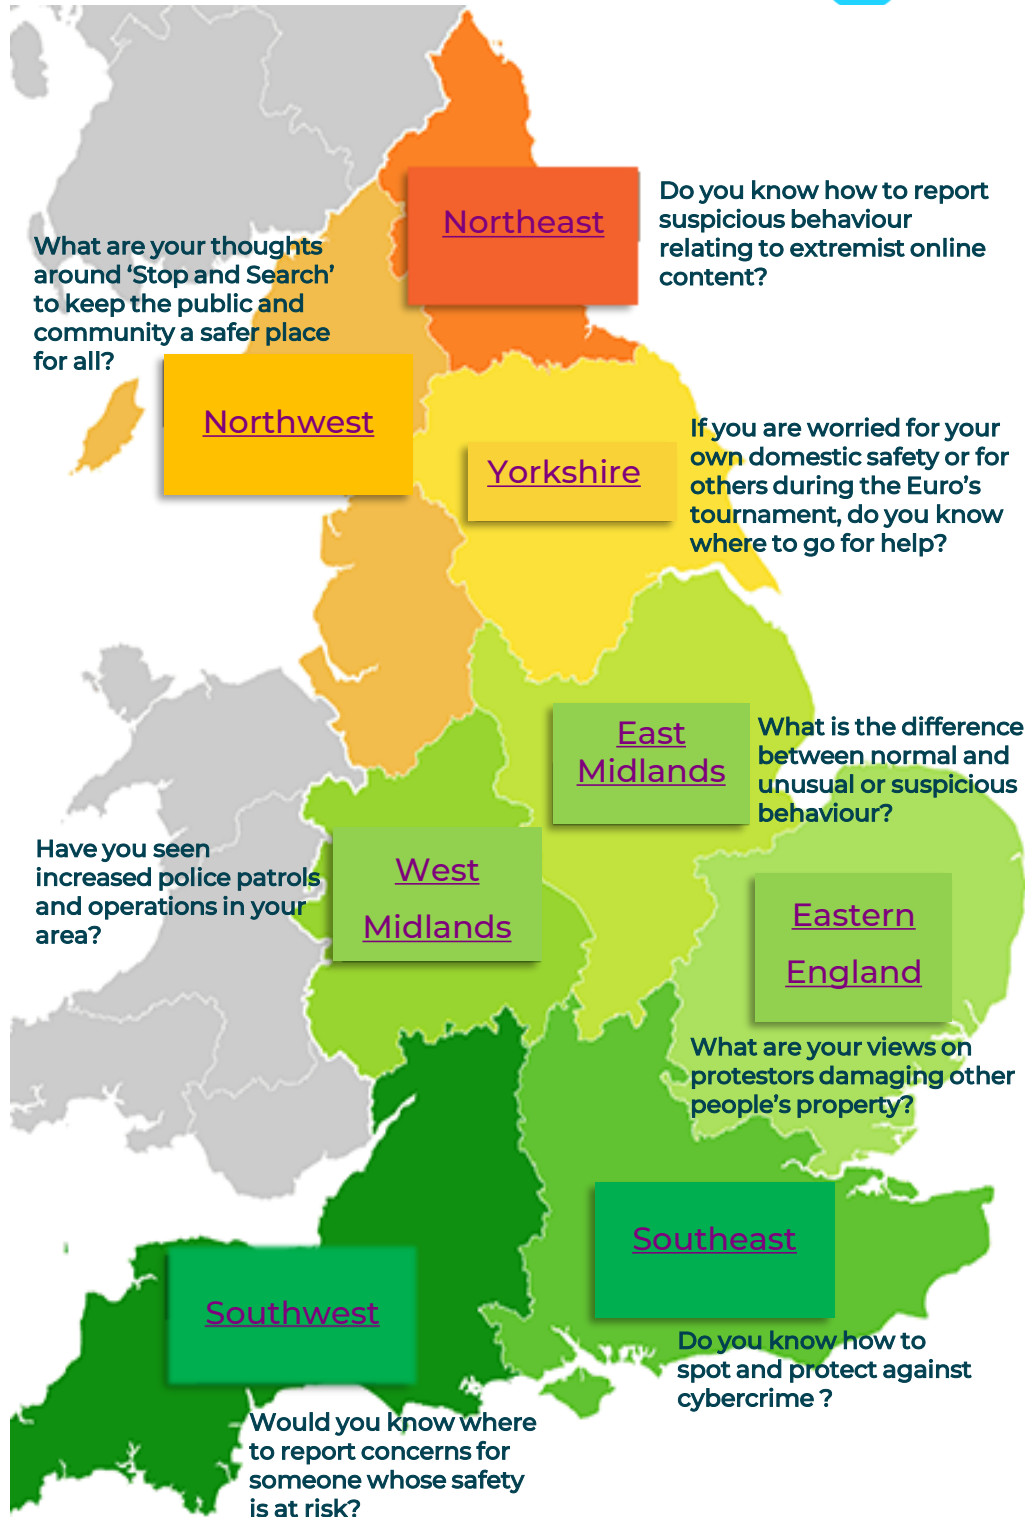 Northeast
Do you know how to report
suspicious behaviour
relating to extremist online
content?
What are your thoughts
around ‘Stop and Search’
to keep the public and
community a safer place
for all?
Northwest
If you are worried for your
own domestic safety or for
others during the Euro’s
tournament, do you know
where to go for help?
Yorkshire
East
Midlands
What is the difference
between normal and
unusual or suspicious
behaviour?
Have you seen
increased police patrols
and operations in your
area?
West
Midlands
Eastern
England
What are your views on
protestors damaging other
people’s property?
Southeast
Do you know how to
spot and protect against
cybercrime ?
Southwest
Would you know where
to report concerns for
someone whose safety
is at risk?